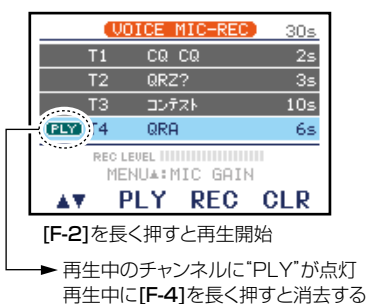 VOICE MIC-REC 30s
T1 CQ CQ 2s
T2 QRZ? 3s
T3 コンテスト 10s
PLY T4 QRA 6s
REC LEVEL
MENU▲:MIC GAIN
▲▼ PLY REC CLR
[F-2]を長く押すと再生開始
再生中のチャンネルに“PLY”が点灯
再生中に[F-4]を長く押すと消去する